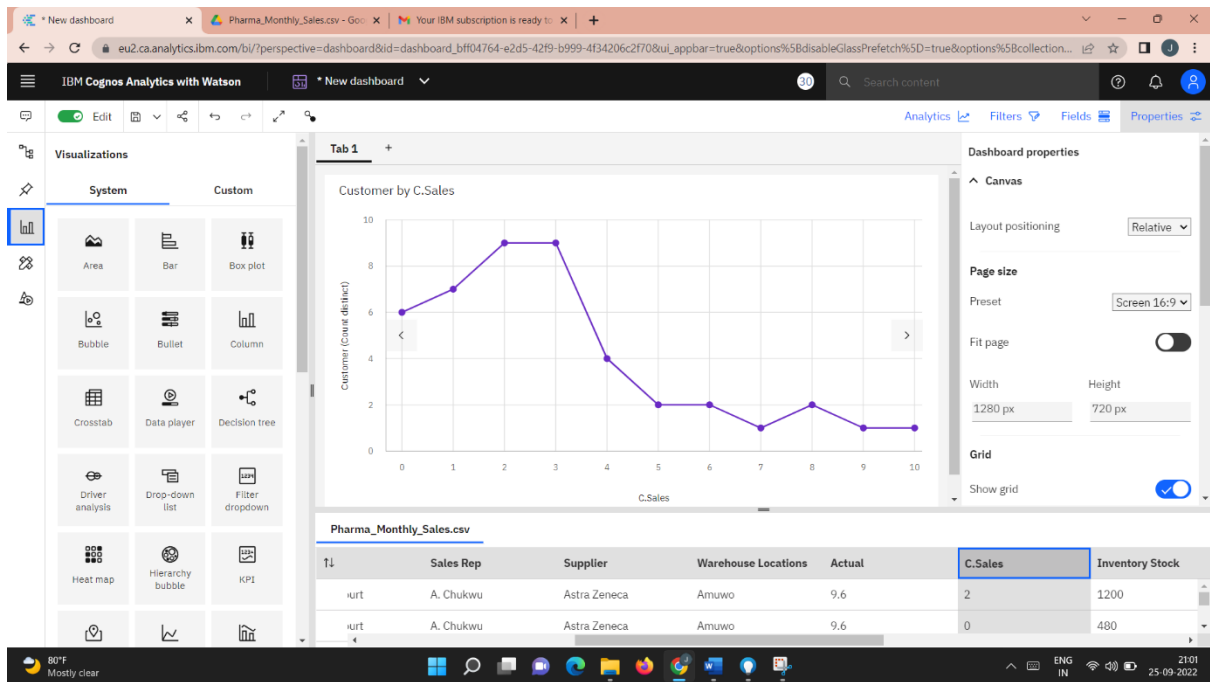 * New dashboard
Pharma_Monthly_Sales.csv - Goo
Your IBM subscription is ready to
eu2.ca.analytics.ibm.com/bi/?perspective=dashboard&id=dashboard_bff04764-e2d5-42f9-b999-4f34206c2f70&ui_appbar=true&options%5BdisableGlassPrefetch%5D=true&options%5Bcollection...
J
IBM Cognos Analytics with Watson
* New dashboard
30
Search content
Edit
Analytics
Filters
Fields
Properties
Visualizations
System
Custom
Area
Bar
Box plot
Bubble
Bullet
Column
Crosstab
Data player
Decision tree
Driver analysis
Drop-down list
Filter dropdown
Heat map
Hierarchy bubble
KPI
Tab 1
Customer by C.Sales
Customer (Count distinct)
10
8
6
4
2
0
0 1 2 3 4 5 6 7 8 9 10
C.Sales
Dashboard properties
Canvas
Layout positioning
Relative
Page size
Preset
Screen 16:9
Fit page
Width
Height
1280 px
720 px
Grid
Show grid
Pharma_Monthly_Sales.csv
Sales Rep Supplier Warehouse Locations Actual C.Sales Inventory Stock
urt A. Chukwu Astra Zeneca Amuwo 9.6 2 1200
urt A. Chukwu Astra Zeneca Amuwo 9.6 0 480
80°F
Mostly clear
ENG
IN
21:01
25-09-2022